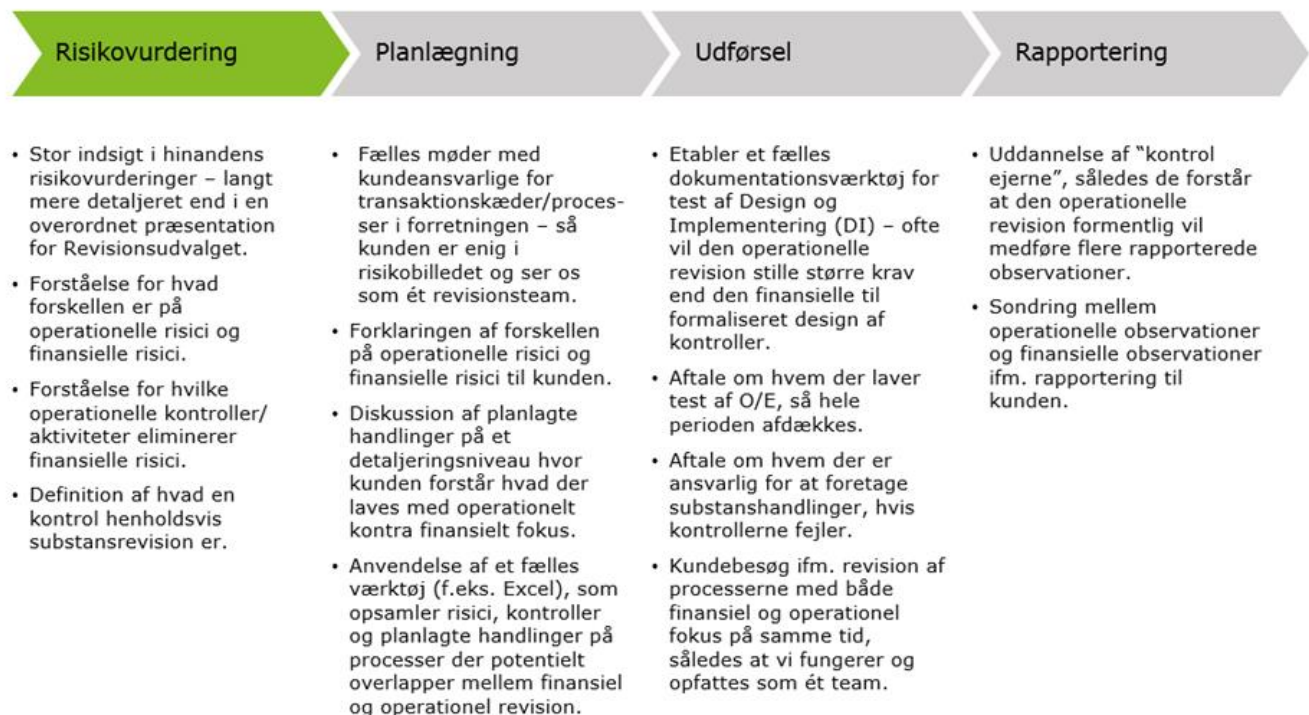 Risikovurdering
Planlægning
Udførsel
Rapportering
• Stor indsigt i hinandens
risikovurderinger – langt
mere detaljeret end i en
overordnet præsentation
for Revisionsudvalget.
• Forståelse for hvad
forskellen er på
operationelle risici og
finansielle risici.
• Forståelse for hvilke
operationelle kontroller/
aktiviteter eliminerer
finansielle risici.
• Definition af hvad en
kontrol henholdsvis
substansrevision er.
• Fælles møder med
kundeansvarlige for
transaktionskæder/proces-
ser i forretningen – så
kunden er enig i
risikobilledet og ser os
som ét revisionsteam.
• Forklaringen af forskellen
på operationelle risici og
finansielle risici til kunden.
• Diskussion af planlagte
handlinger på et
detaljeringsniveau hvor
kunden forstår hvad der
laves med operationelt
kontra finansielt fokus.
• Anvendelse af et fælles
værktøj (f.eks. Excel), som
opsamler risici, kontroller
og planlagte handlinger på
processer der potentielt
overlapper mellem finansiel
og operationel revision.
• Etabler et fælles
dokumentationsværktøj for
test af Design og
Implementering (DI) – ofte
vil den operationelle
revision stille større krav
end den finansielle til
formaliseret design af
kontroller.
• Aftale om hvem der laver
test af O/E, så hele
perioden afdækkes.
• Aftale om hvem der er
ansvarlig for at foretage
substanshandlinger, hvis
kontrollerne fejler.
• Kundebesøg ifm. revision af
processerne med både
finansiel og operationel
fokus på samme tid,
således at vi fungerer og
opfattes som ét team.
• Uddannelse af “kontrol
ejerne”, således de forstår
at den operationelle
revision formentlig vil
medføre flere rapporterede
observationer.
• Sondring mellem
operationelle observationer
og finansielle observationer
ifm. rapportering til
kunden.